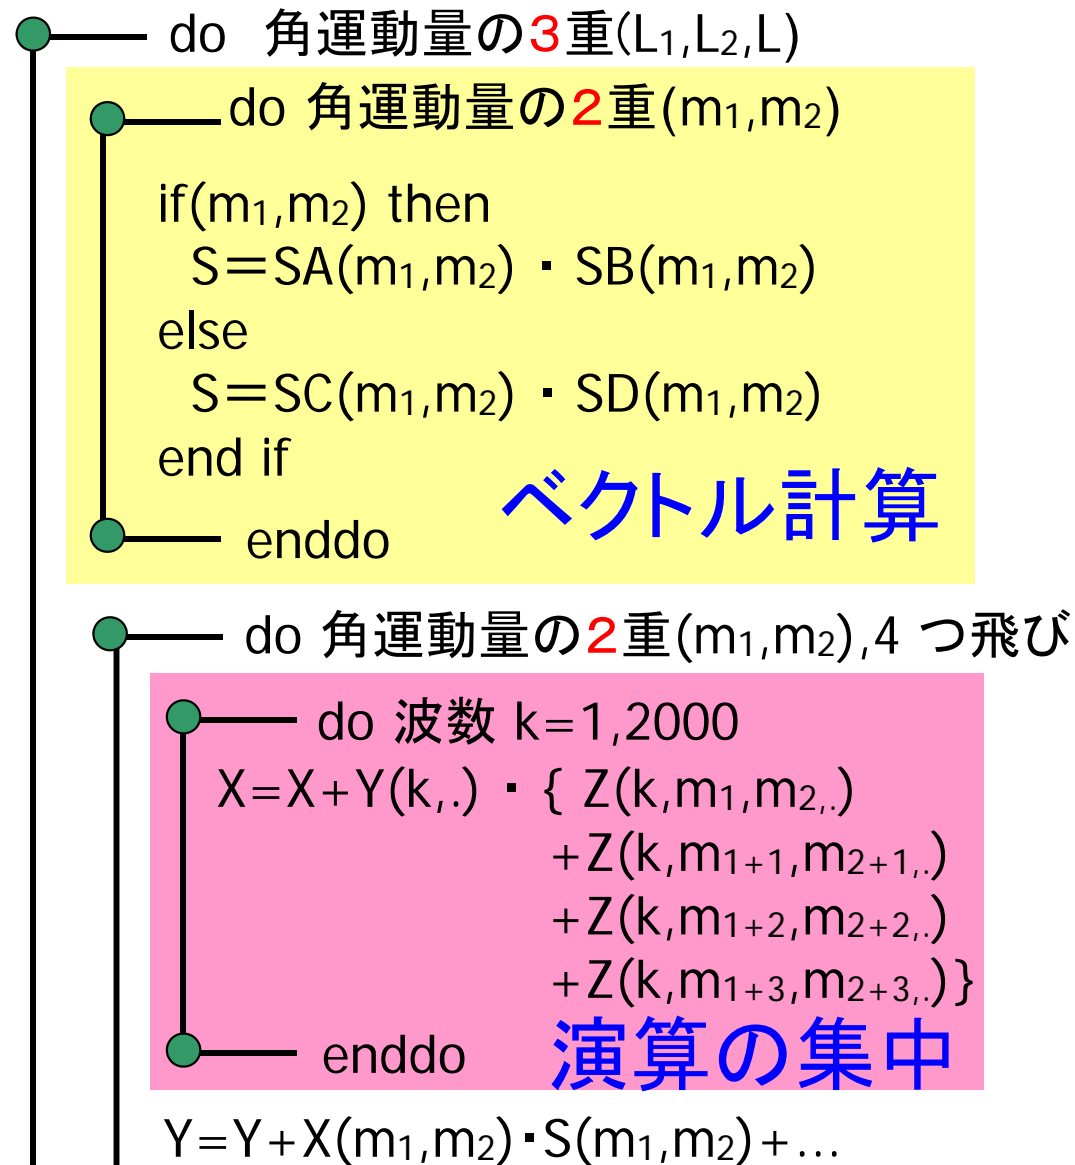 do 角運動量の3重(L₁,L₂,L)
do 角運動量の2重(m₁,m₂)
if(m₁,m₂) then
S=SA(m₁,m₂)・SB(m₁,m₂)
else
S=SC(m₁,m₂)・SD(m₁,m₂)
end if
ベクトル計算
enddo
do 角運動量の2重(m₁,m₂),4 つ飛び
do 波数 k=1,2000
X=X+Y(k,.)・{ Z(k,m₁,m₂,.)
+Z(k,m₁₊₁,m₂₊₁,.)
+Z(k,m₁₊₂,m₂₊₂,.)
+Z(k,m₁₊₃,m₂₊₃,.)}
enddo
演算の集中
Y=Y+X(m₁,m₂)・S(m₁,m₂)+...